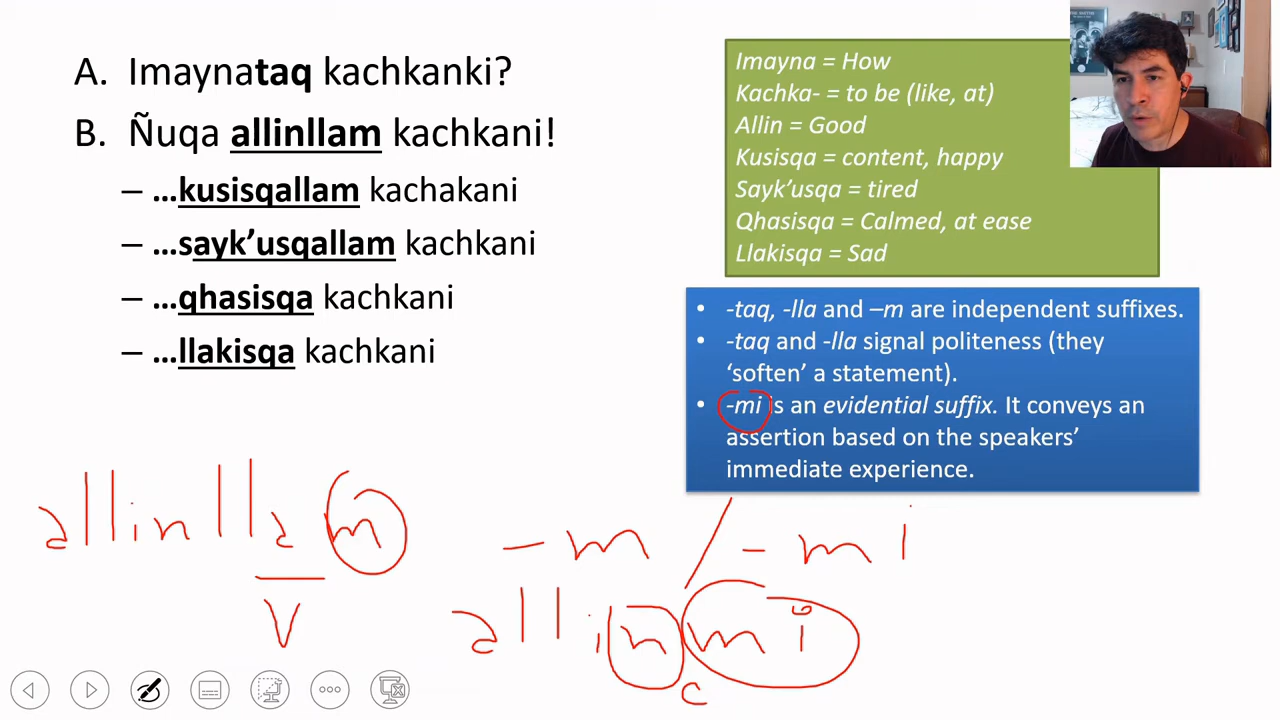 A. Imaynataq kachkanki?
B. Ñuqa allinllam kachkani!
– …kusisqallam kachakani
– …sayk’usqallam kachkani
– …qhasisqa kachkani
– …llakisqa kachkani
Imayna = How
Kachka- = to be (like, at)
Allin = Good
Kusisqa = content, happy
Sayk’usqa = tired
Qhasisqa = Calmed, at ease
Llakisqa = Sad
• -taq, -lla and –m are independent suffixes.
• -taq and -lla signal politeness (they
‘soften’ a statement).
• -mi is an evidential suffix. It conveys an
assertion based on the speakers’
immediate experience.
allinllam
V
-m / -mi
allinmi
C